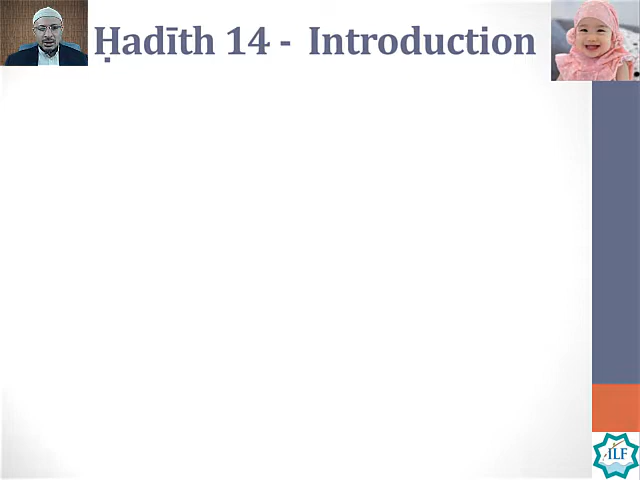 Ḥadīth 14 - Introduction
ILF